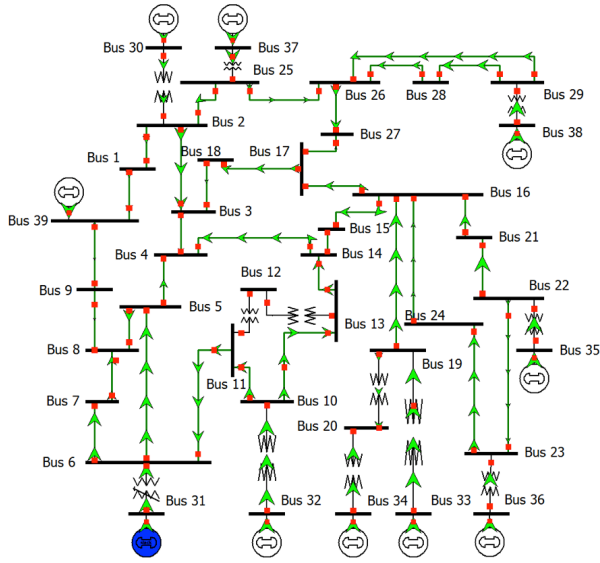 Bus 30
Bus 37
Bus 25
Bus 26
Bus 28
Bus 29
Bus 2
Bus 38
Bus 27
Bus 17
Bus 18
Bus 1
Bus 39
Bus 16
Bus 3
Bus 15
Bus 21
Bus 4
Bus 14
Bus 12
Bus 9
Bus 22
Bus 5
Bus 24
Bus 13
Bus 8
Bus 35
Bus 19
Bus 11
Bus 7
Bus 10
Bus 20
Bus 23
Bus 6
Bus 31
Bus 32
Bus 34
Bus 33
Bus 36